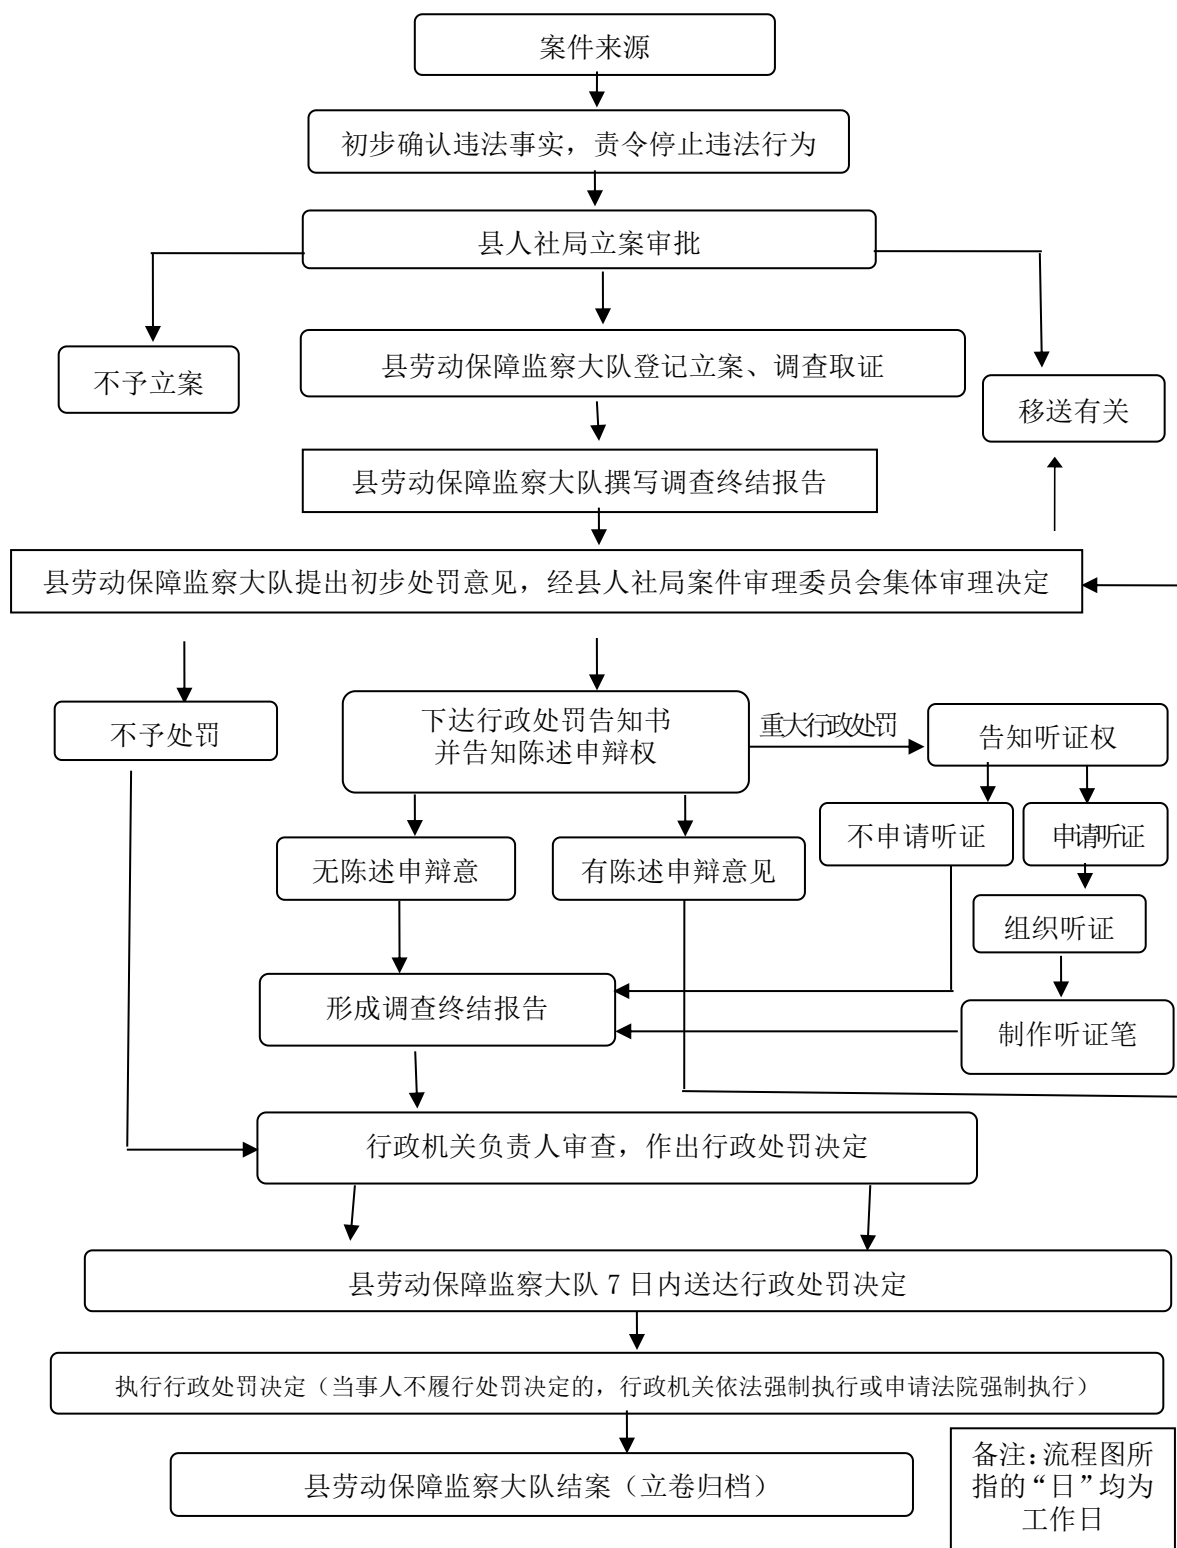 案件来源
初步确认违法事实，责令停止违法行为
县人社局立案审批
县劳动保障监察大队登记立案、调查取证
不予立案
移送有关
县劳动保障监察大队撰写调查终结报告
县劳动保障监察大队提出初步处罚意见，经县人社局案件审理委员会集体审理决定
不予处罚
下达行政处罚告知书
并告知陈述申辩权
重大行政处罚
告知听证权
不申请听证
申请听证
无陈述申辩意
有陈述申辩意见
组织听证
形成调查终结报告
制作听证笔
行政机关负责人审查，作出行政处罚决定
县劳动保障监察大队 7 日内送达行政处罚决定
执行行政处罚决定（当事人不履行处罚决定的，行政机关依法强制执行或申请法院强制执行）
县劳动保障监察大队结案（立卷归档）
备注：流程图所
指的“日”均为
工作日